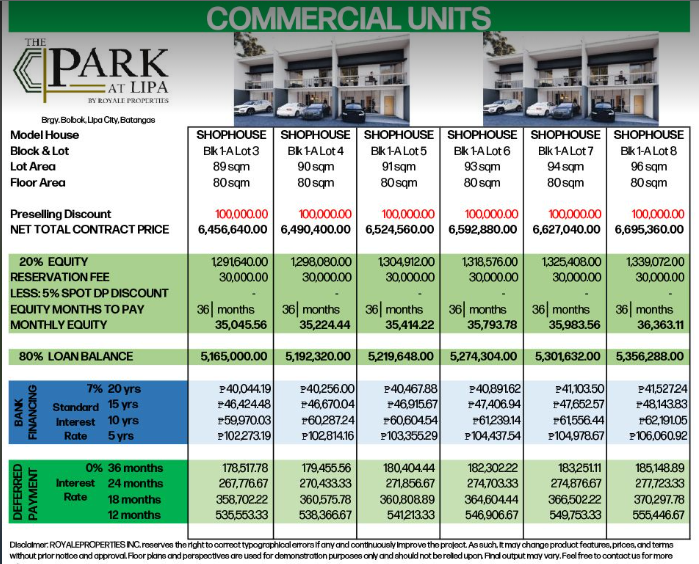 COMMERCIAL UNITS
THE
PARK
AT LIPA
BY ROYALE PROPERTIES
Brgy. Bolbok, Lipa City, Batangas
Model House SHOPHOUSE SHOPHOUSE SHOPHOUSE SHOPHOUSE SHOPHOUSE SHOPHOUSE
Block & Lot Blk 1-A Lot 3 Blk 1-A Lot 4 Blk 1-A Lot 5 Blk 1-A Lot 6 Blk 1-A Lot 7 Blk 1-A Lot 8
Lot Area 89 sqm 90 sqm 91 sqm 93 sqm 94 sqm 96 sqm
Floor Area 80 sqm 80 sqm 80 sqm 80 sqm 80 sqm 80 sqm
Preselling Discount 100,000.00 100,000.00 100,000.00 100,000.00 100,000.00 100,000.00
NET TOTAL CONTRACT PRICE 6,456,640.00 6,490,400.00 6,524,560.00 6,592,880.00 6,627,040.00 6,695,360.00
20% EQUITY 1,291,640.00 1,298,080.00 1,304,912.00 1,318,576.00 1,325,408.00 1,339,072.00
RESERVATION FEE 30,000.00 30,000.00 30,000.00 30,000.00 30,000.00 30,000.00
LESS: 5% SPOT DP DISCOUNT - - - - - -
EQUITY MONTHS TO PAY 36 months 36 months 36 months 36 months 36 months 36 months
MONTHLY EQUITY 35,045.56 35,224.44 35,414.22 35,793.78 35,983.56 36,363.11
80% LOAN BALANCE 5,165,000.00 5,192,320.00 5,219,648.00 5,274,304.00 5,301,632.00 5,356,288.00
BANK FINANCING
7% 20 yrs ₱40,044.19 ₱40,256.00 ₱40,467.88 ₱40,891.62 ₱41,103.50 ₱41,527.24
Standard 15 yrs ₱46,424.48 ₱46,670.04 ₱46,915.67 ₱47,406.94 ₱47,652.57 ₱48,143.83
Interest 10 yrs ₱59,970.03 ₱60,287.24 ₱60,604.54 ₱61,239.14 ₱61,556.44 ₱62,191.05
Rate 5 yrs ₱102,273.19 ₱102,814.16 ₱103,355.29 ₱104,437.54 ₱104,978.67 ₱106,060.92
DEFERRED PAYMENT
0% 36 months 178,517.78 179,455.56 180,404.44 182,302.22 183,251.11 185,148.89
Interest 24 months 267,776.67 270,433.33 271,856.67 274,703.33 274,876.67 277,723.33
Rate 18 months 358,702.22 360,575.78 360,808.89 364,604.44 366,502.22 370,297.78
12 months 535,553.33 538,366.67 541,213.33 546,906.67 549,753.33 555,446.67
Disclaimer: ROYALE PROPERTIES INC. reserves the right to correct typographical errors if any and continuously improve the project. As such, it may change product features, prices, and terms
without prior notice and approval. Floor plans and perspectives are used for demonstration purposes only and should not be relied upon, Final output may vary. Feel free to contact us for more